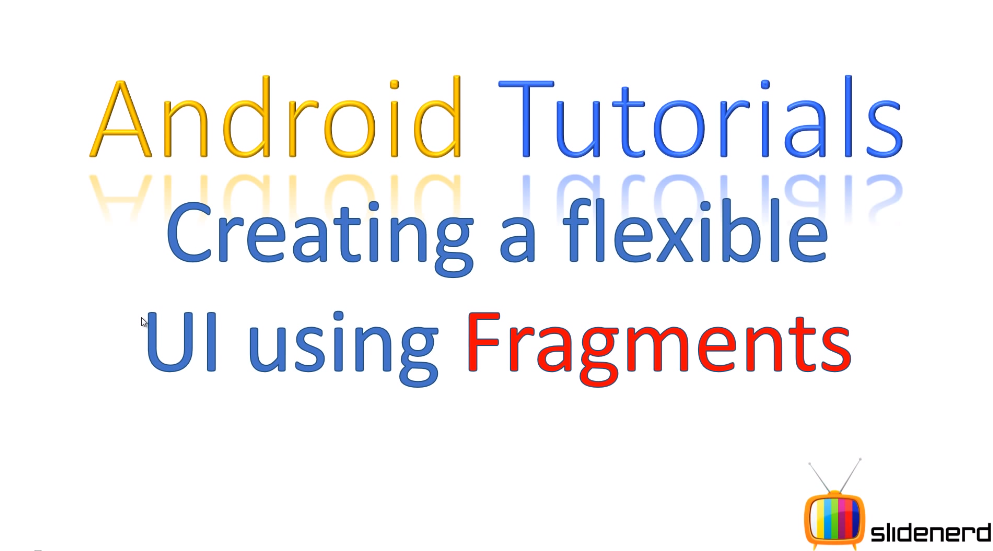 Android Tutorials
Creating a flexible
UI using Fragments
slidenerd